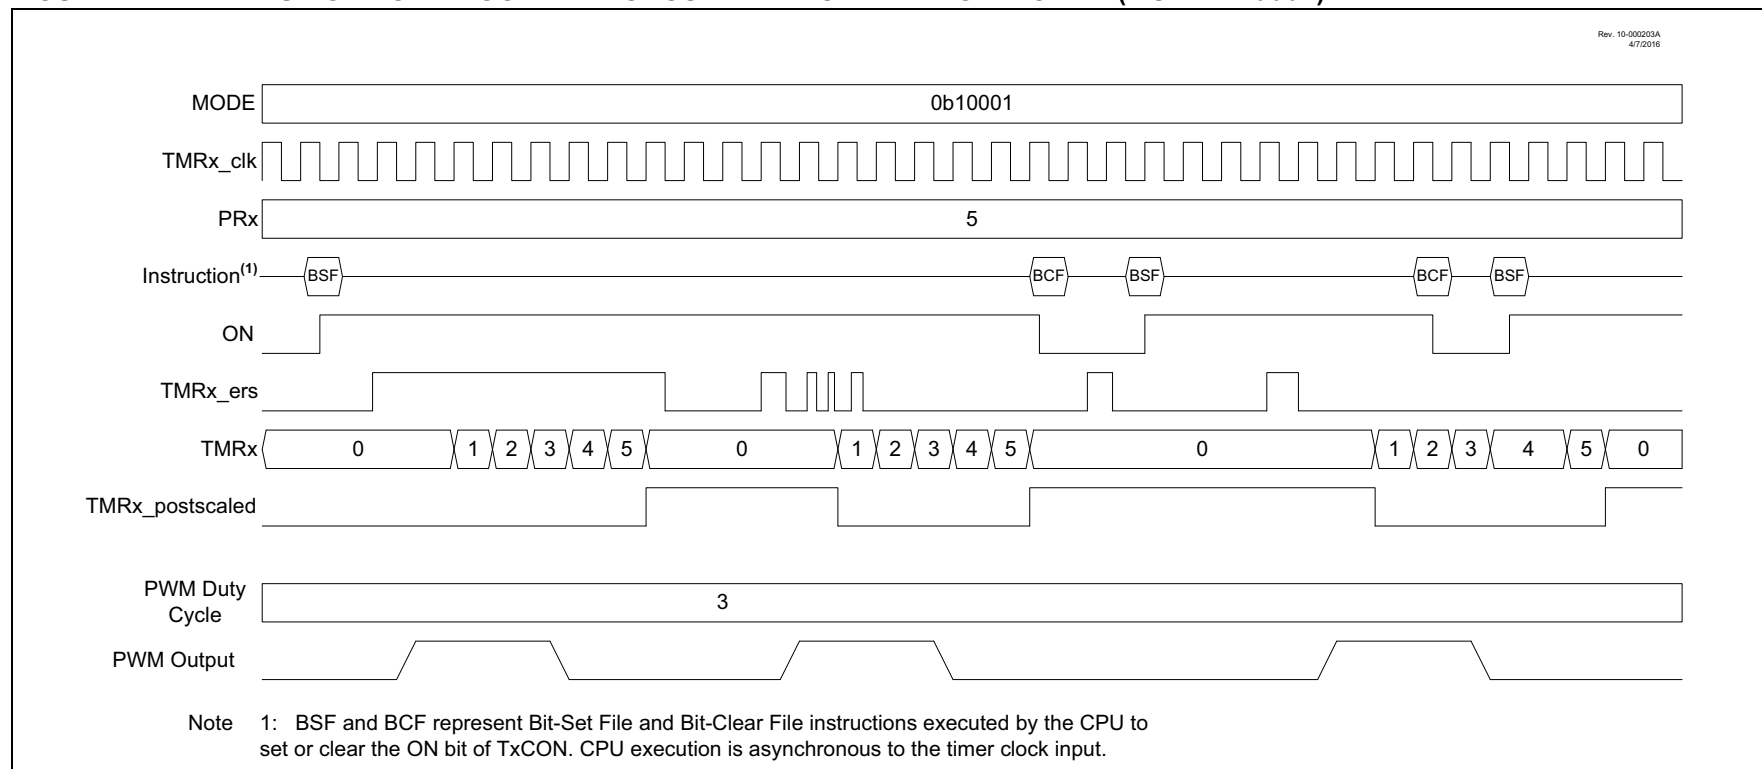 Rev. 10-000203A
4/7/2016
MODE 0b10001
TMRx_clk
PRx 5
Instruction(1) BSF BCF BSF BCF BSF
ON
TMRx_ers
TMRx 0 1 2 3 4 5 0 1 2 3 4 5 0 1 2 3 4 5 0
TMRx_postscaled
PWM Duty
Cycle 3
PWM Output
Note 1: BSF and BCF represent Bit-Set File and Bit-Clear File instructions executed by the CPU to
set or clear the ON bit of TxCON. CPU execution is asynchronous to the timer clock input.